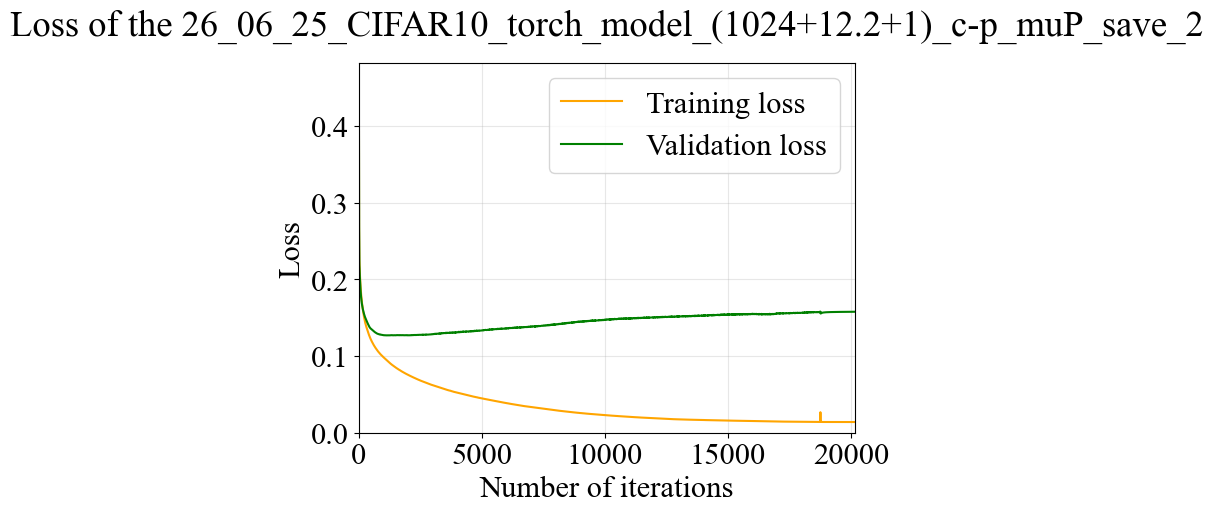 Loss of the 26_06_25_CIFAR10_torch_model_(1024+12.2+1)_c-p_muP_save_2
Training loss
Validation loss
0.4
0.3
0.2
0.1
0.0
Loss
0 5000 10000 15000 20000
Number of iterations